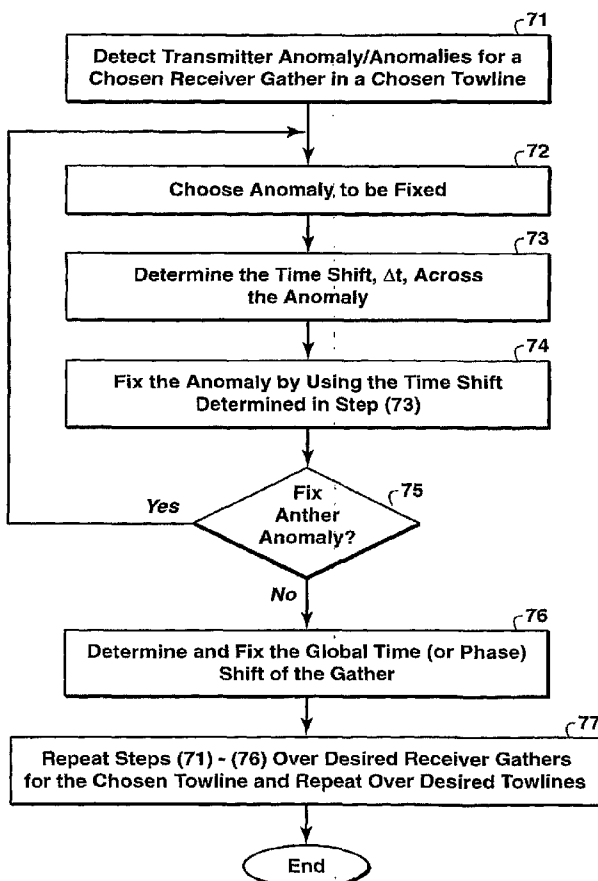 71
Detect Transmitter Anomaly/Anomalies for a
Chosen Receiver Gather in a Chosen Towline
72
Choose Anomaly to be Fixed
73
Determine the Time Shift, Δt, Across
the Anomaly
74
Fix the Anomaly by Using the Time Shift
Determined in Step (73)
Yes
75
Fix
Anther
Anomaly?
No
76
Determine and Fix the Global Time (or Phase)
Shift of the Gather
77
Repeat Steps (71) - (76) Over Desired Receiver Gathers
for the Chosen Towline and Repeat Over Desired Towlines
End